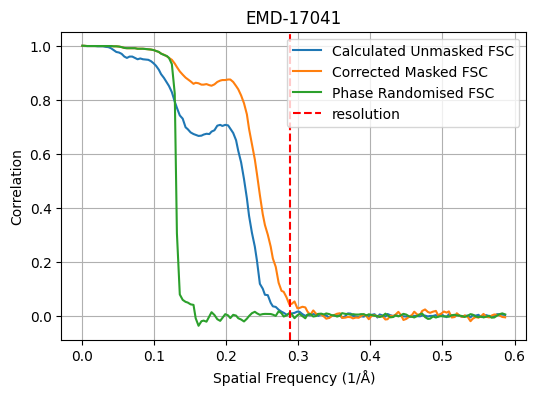 EMD-17041
Correlation
1.0
0.8
0.6
0.4
0.2
0.0
Calculated Unmasked FSC
Corrected Masked FSC
Phase Randomised FSC
resolution
0.0 0.1 0.2 0.3 0.4 0.5 0.6
Spatial Frequency (1/Å)